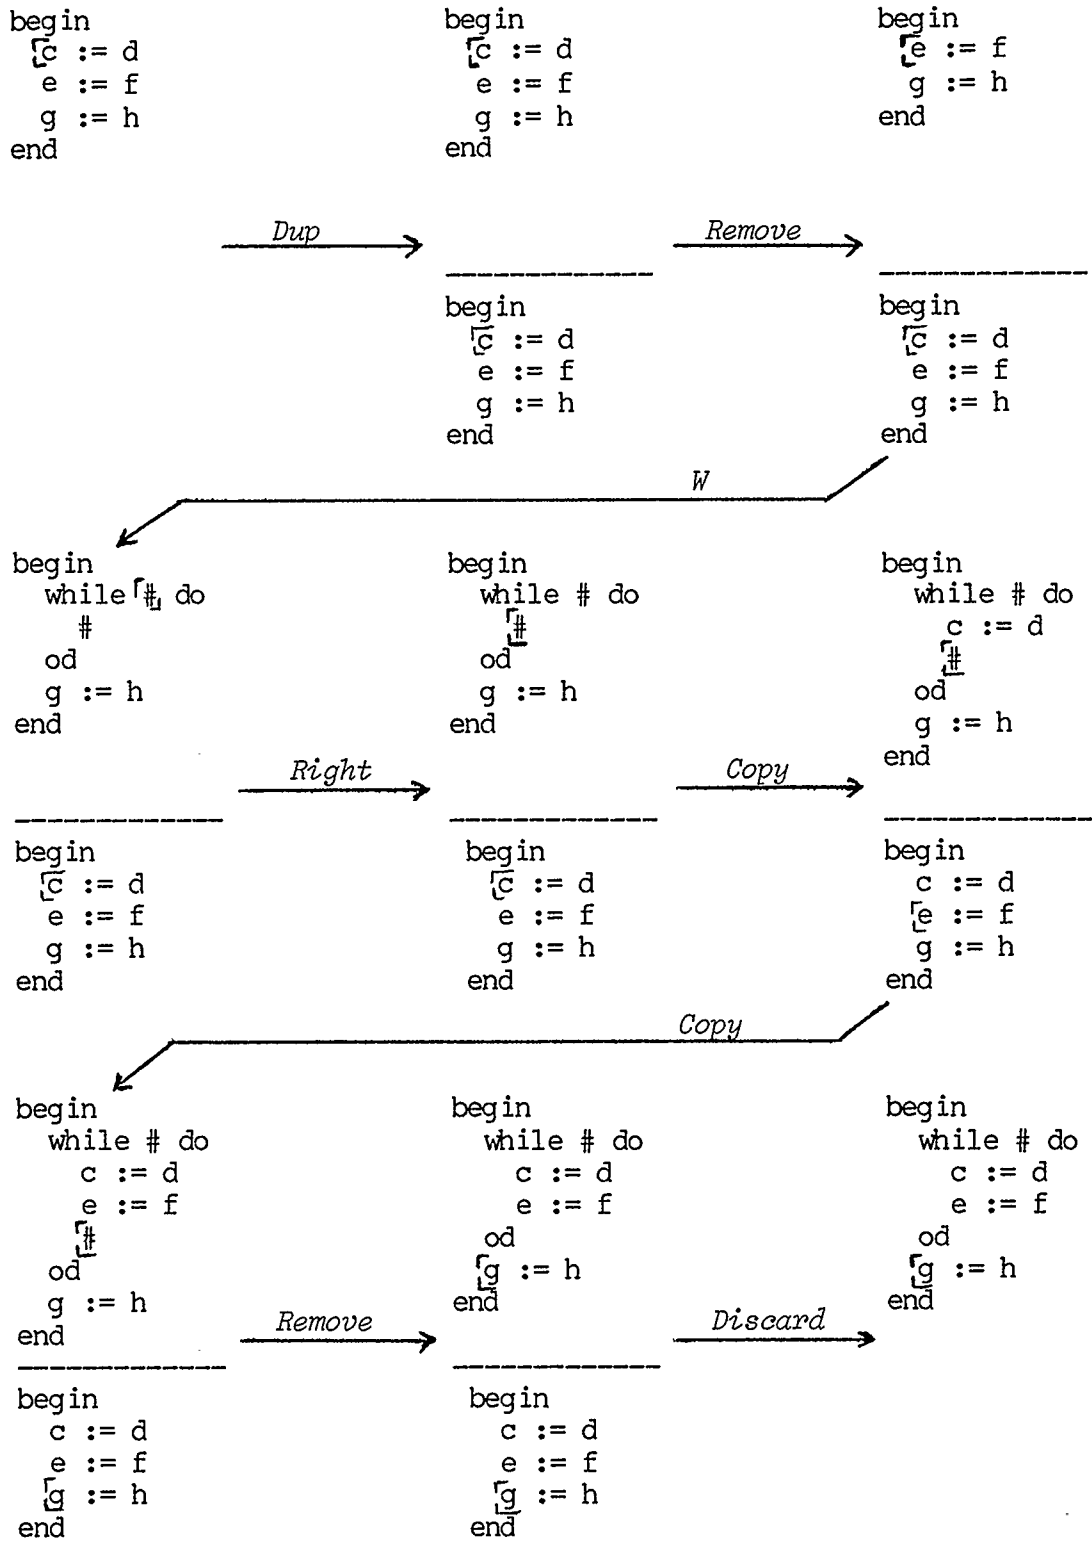 begin
c := d
e := f
g := h
end
begin
c := d
e := f
g := h
end
begin
e := f
g := h
end
Dup
Remove
begin
c := d
e := f
g := h
end
begin
c := d
e := f
g := h
end
W
begin
while # do
#
od
g := h
end
begin
while # do
#
od
g := h
end
begin
while # do
c := d
#
od
g := h
end
Right
Copy
begin
c := d
e := f
g := h
end
begin
c := d
e := f
g := h
end
begin
c := d
e := f
g := h
end
Copy
begin
while # do
c := d
e := f
#
od
g := h
end
begin
while # do
c := d
e := f
od
g := h
end
begin
while # do
c := d
e := f
od
g := h
end
Remove
Discard
begin
c := d
e := f
g := h
end
begin
c := d
e := f
g := h
end